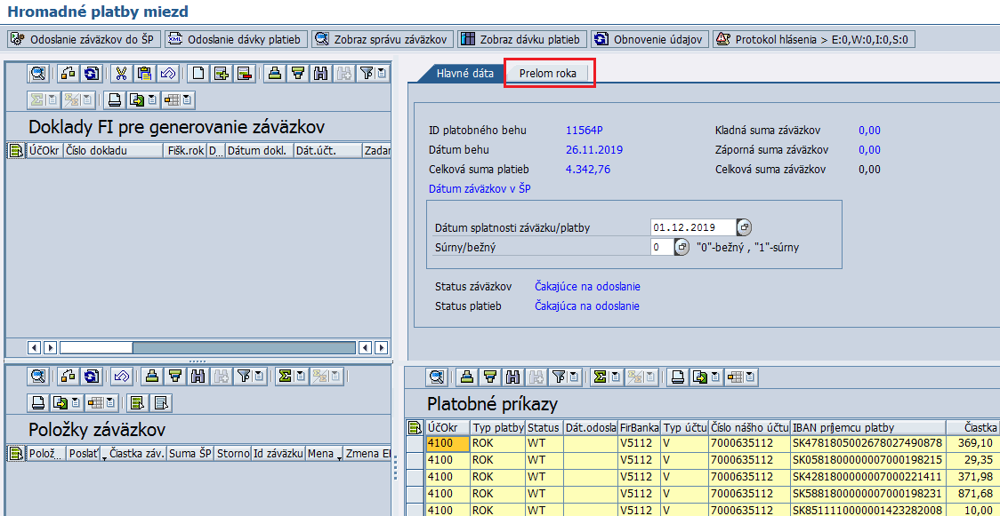 Hromadné platby miezd
Odoslanie záväzkov do ŠP Odoslanie dávky platieb Zobraz správu záväzkov Zobraz dávku platieb Obnovenie údajov Protokol hlásenia > E:0,W:0,I:0,S:0
Doklady FI pre generovanie záväzkov
ÚčOkr Číslo dokladu Fišk.rok D... Dátum dokl. Dát.účt. Zadar
Hlavné dáta Prelom roka
ID platobného behu 11564P Kladná suma záväzkov 0,00
Dátum behu 26.11.2019 Záporná suma záväzkov 0,00
Celková suma platieb 4.342,76 Celková suma záväzkov 0,00
Dátum záväzkov v ŠP
Dátum splatnosti záväzku/platby 01.12.2019
Súrny/bežný 0 "0"-bežný , "1"-súrny
Status záväzkov Čakajúce na odoslanie
Status platieb Čakajúca na odoslanie
Položky záväzkov
Polož... Poslať Čiastka záv. Suma ŠP Storno Id záväzku Mena Zmena El
Platobné príkazy
ÚčOkr Typ platby Status Dát.odosla FirBanka Typ účtu Číslo nášho účtu IBAN príjemcu platby Čiastka
4100 ROK WT V5112 V 7000635112 SK4781805002678027490878 369,10
4100 ROK WT V5112 V 7000635112 SK0581800000007000198215 29,35
4100 ROK WT V5112 V 7000635112 SK4281800000007000221411 371,98
4100 ROK WT V5112 V 7000635112 SK5881800000007000198231 871,68
4100 ROK WT V5112 V 7000635112 SK8511110000001423282008 10,00